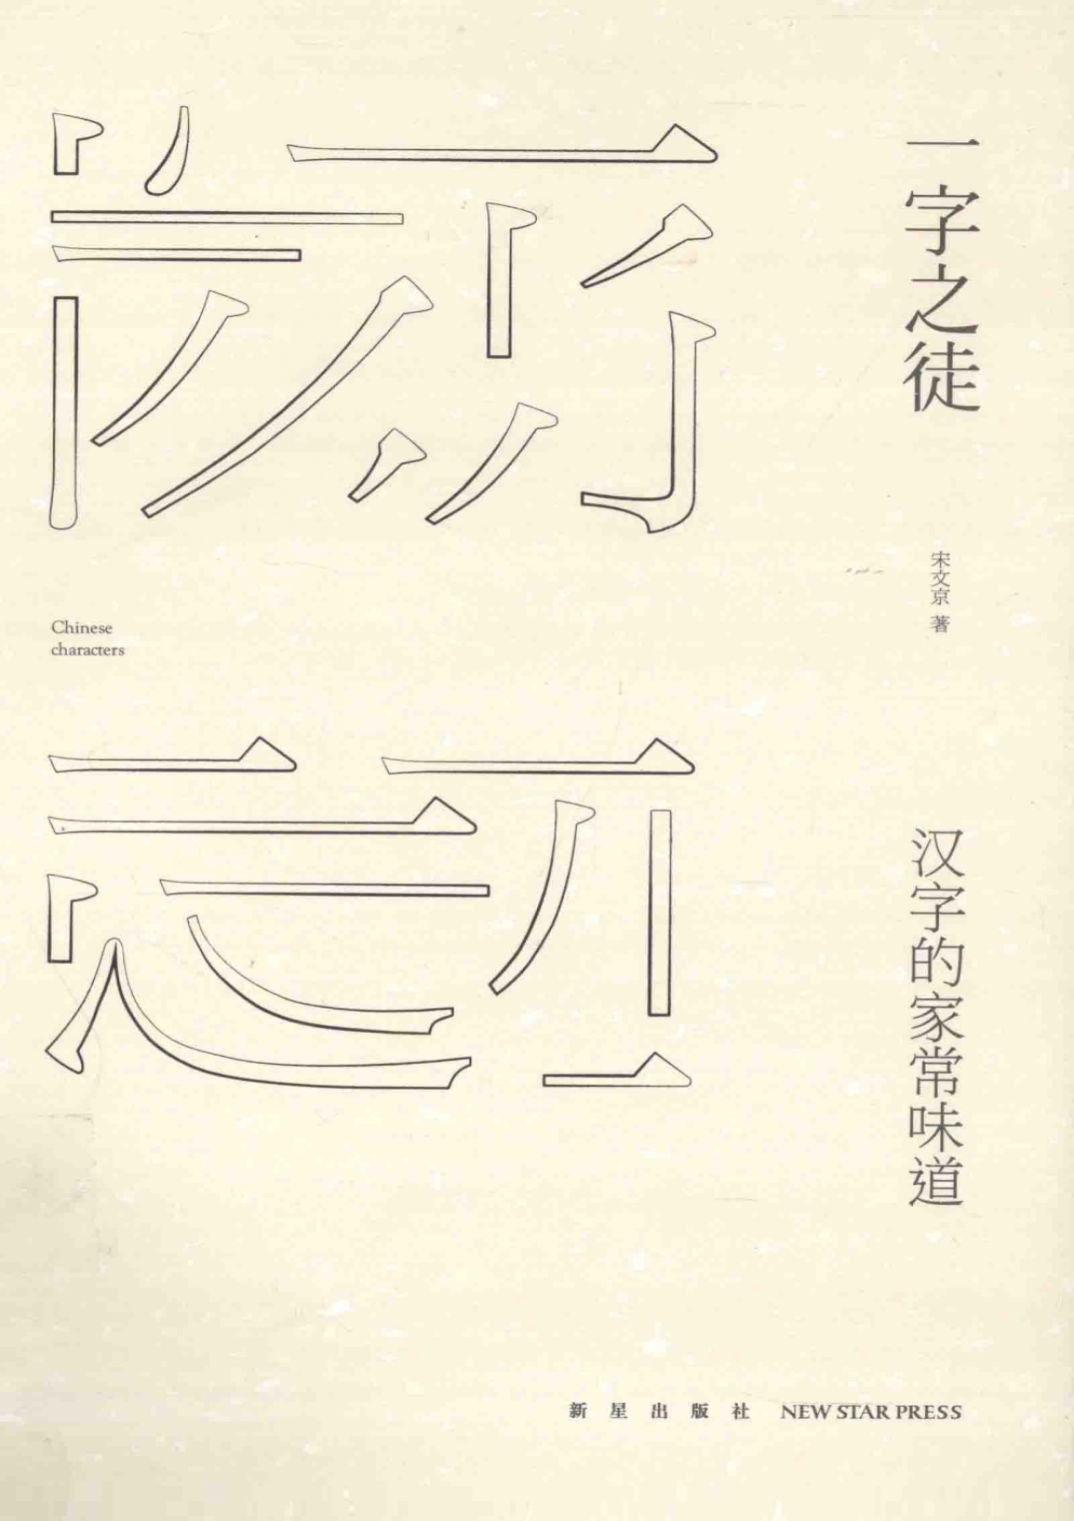 一字之徒
宋文京 著
Chinese
characters
汉字的家常味道
新星出版社 NEW STAR PRESS